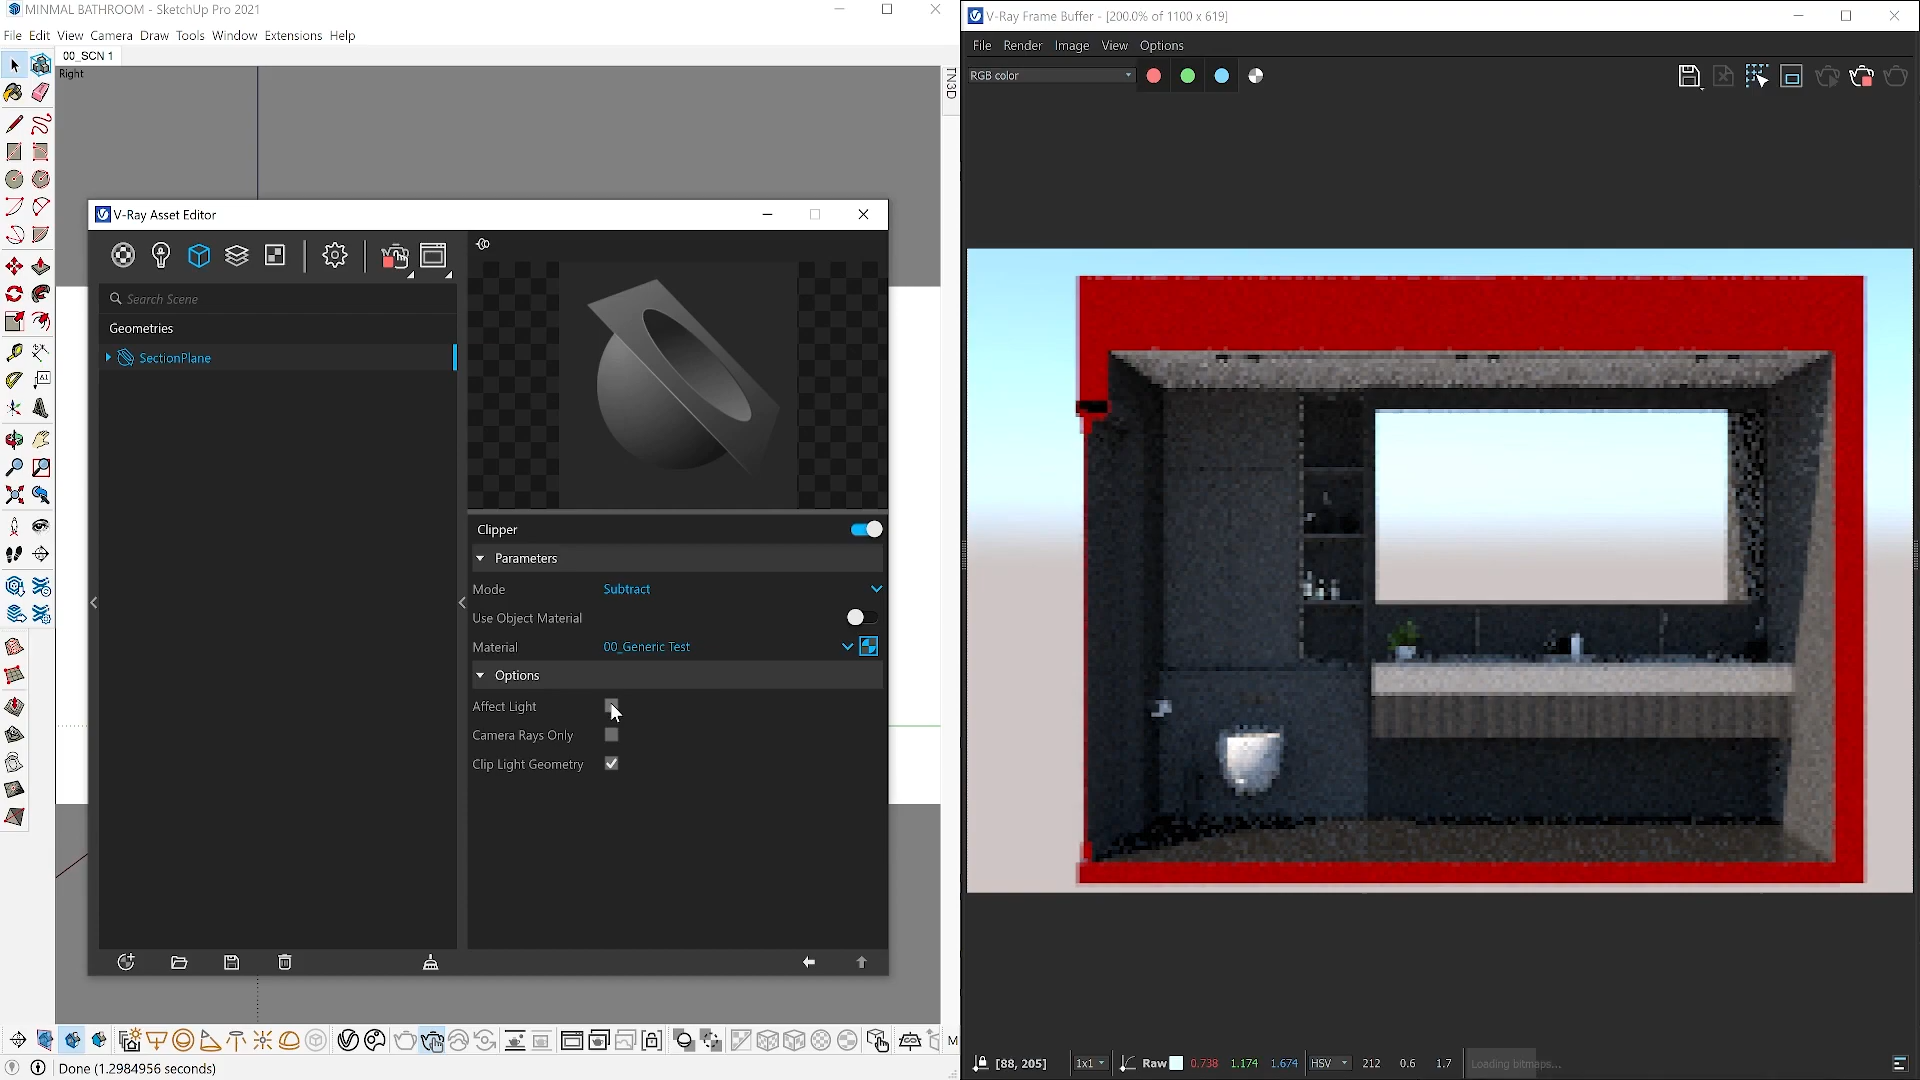 MINMAL BATHROOM - SketchUp Pro 2021
File Edit View Camera Draw Tools Window Extensions Help
00_SCN 1
Right
TN3D
V-Ray Asset Editor
Search Scene
Geometries
SectionPlane
Clipper
Parameters
Mode Subtract
Use Object Material
Material 00_Generic Test
Options
Affect Light
Camera Rays Only
Clip Light Geometry
M
Done (1.2984956 seconds)
V-Ray Frame Buffer - [200.0% of 1100 x 619]
File Render Image View Options
RGB color
[88, 205] 1x1 Raw 0.738 1.174 1.674 HSV 212 0.6 1.7 Loading bitmaps...